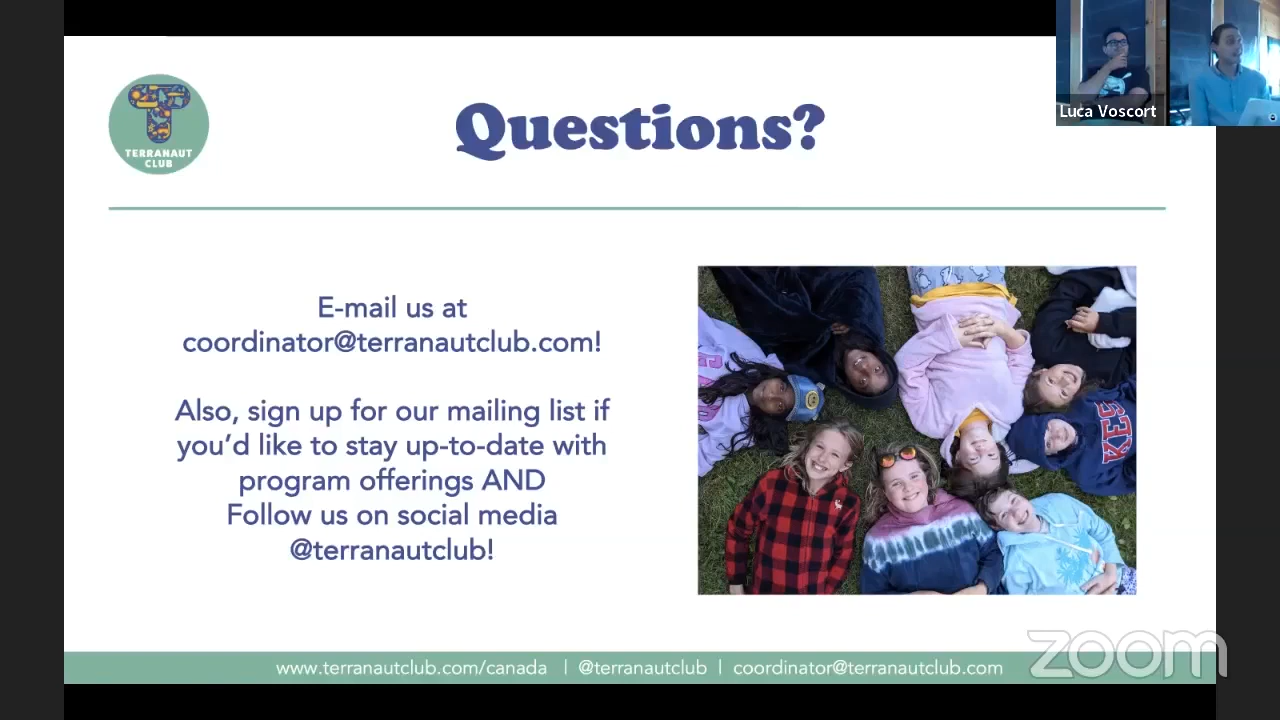 Luca Voscort
TERRANAUT
CLUB
Questions?
E-mail us at
coordinator@terranautclub.com!
Also, sign up for our mailing list if
you'd like to stay up-to-date with
program offerings AND
Follow us on social media
@terranautclub!
KES
www.terranautclub.com/canada | @terranautclub | coordinator@terranautclub.com
zoom